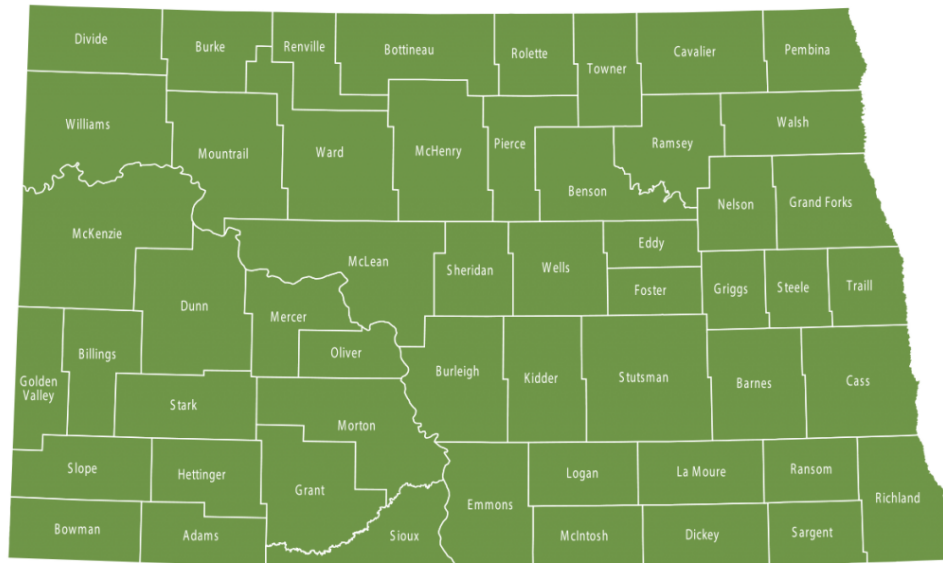 Divide
Burke
Renville
Bottineau
Rolette
Towner
Cavalier
Pembina
Williams
Mountrail
Ward
McHenry
Pierce
Benson
Ramsey
Walsh
Nelson
Grand Forks
McKenzie
Dunn
McLean
Sheridan
Wells
Eddy
Foster
Griggs
Steele
Traill
Mercer
Oliver
Golden
Valley
Billings
Stark
Morton
Burleigh
Kidder
Stutsman
Barnes
Cass
Slope
Hettinger
Grant
Emmons
Logan
La Moure
Ransom
Richland
Bowman
Adams
Sioux
McIntosh
Dickey
Sargent